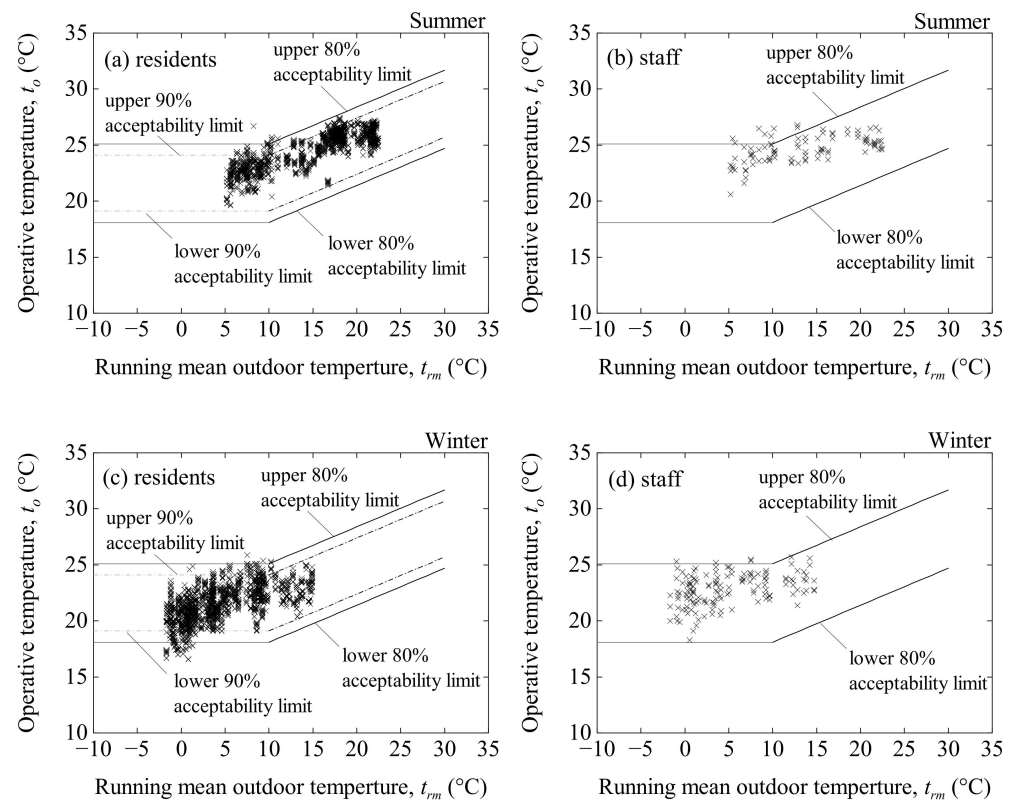 Summer
35
30
25
20
15
10
Operative temperature, to (°C)
(a) residents
upper 80%
acceptability limit
upper 90%
acceptability limit
lower 90%
acceptability limit
lower 80%
acceptability limit
−10 −5 0 5 10 15 20 25 30 35
Running mean outdoor temperture, trm (°C)
Summer
35
30
25
20
15
10
Operative temperature, to (°C)
(b) staff
upper 80%
acceptability limit
lower 80%
acceptability limit
−10 −5 0 5 10 15 20 25 30 35
Running mean outdoor temperture, trm (°C)
Winter
35
30
25
20
15
10
Operative temperature, to (°C)
(c) residents
upper 80%
acceptability limit
upper 90%
acceptability limit
lower 80%
acceptability limit
lower 90%
acceptability limit
−10 −5 0 5 10 15 20 25 30 35
Running mean outdoor temperture, trm (°C)
Winter
35
30
25
20
15
10
Operative temperature, to (°C)
(d) staff
upper 80%
acceptability limit
lower 80%
acceptability limit
−10 −5 0 5 10 15 20 25 30 35
Running mean outdoor temperture, trm (°C)